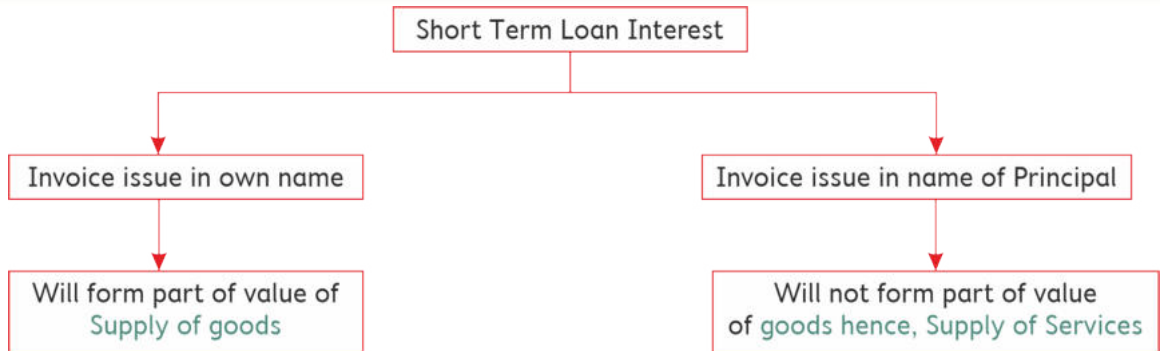 Short Term Loan Interest
Invoice issue in own name
Invoice issue in name of Principal
Will form part of value of
Supply of goods
Will not form part of value
of goods hence, Supply of Services